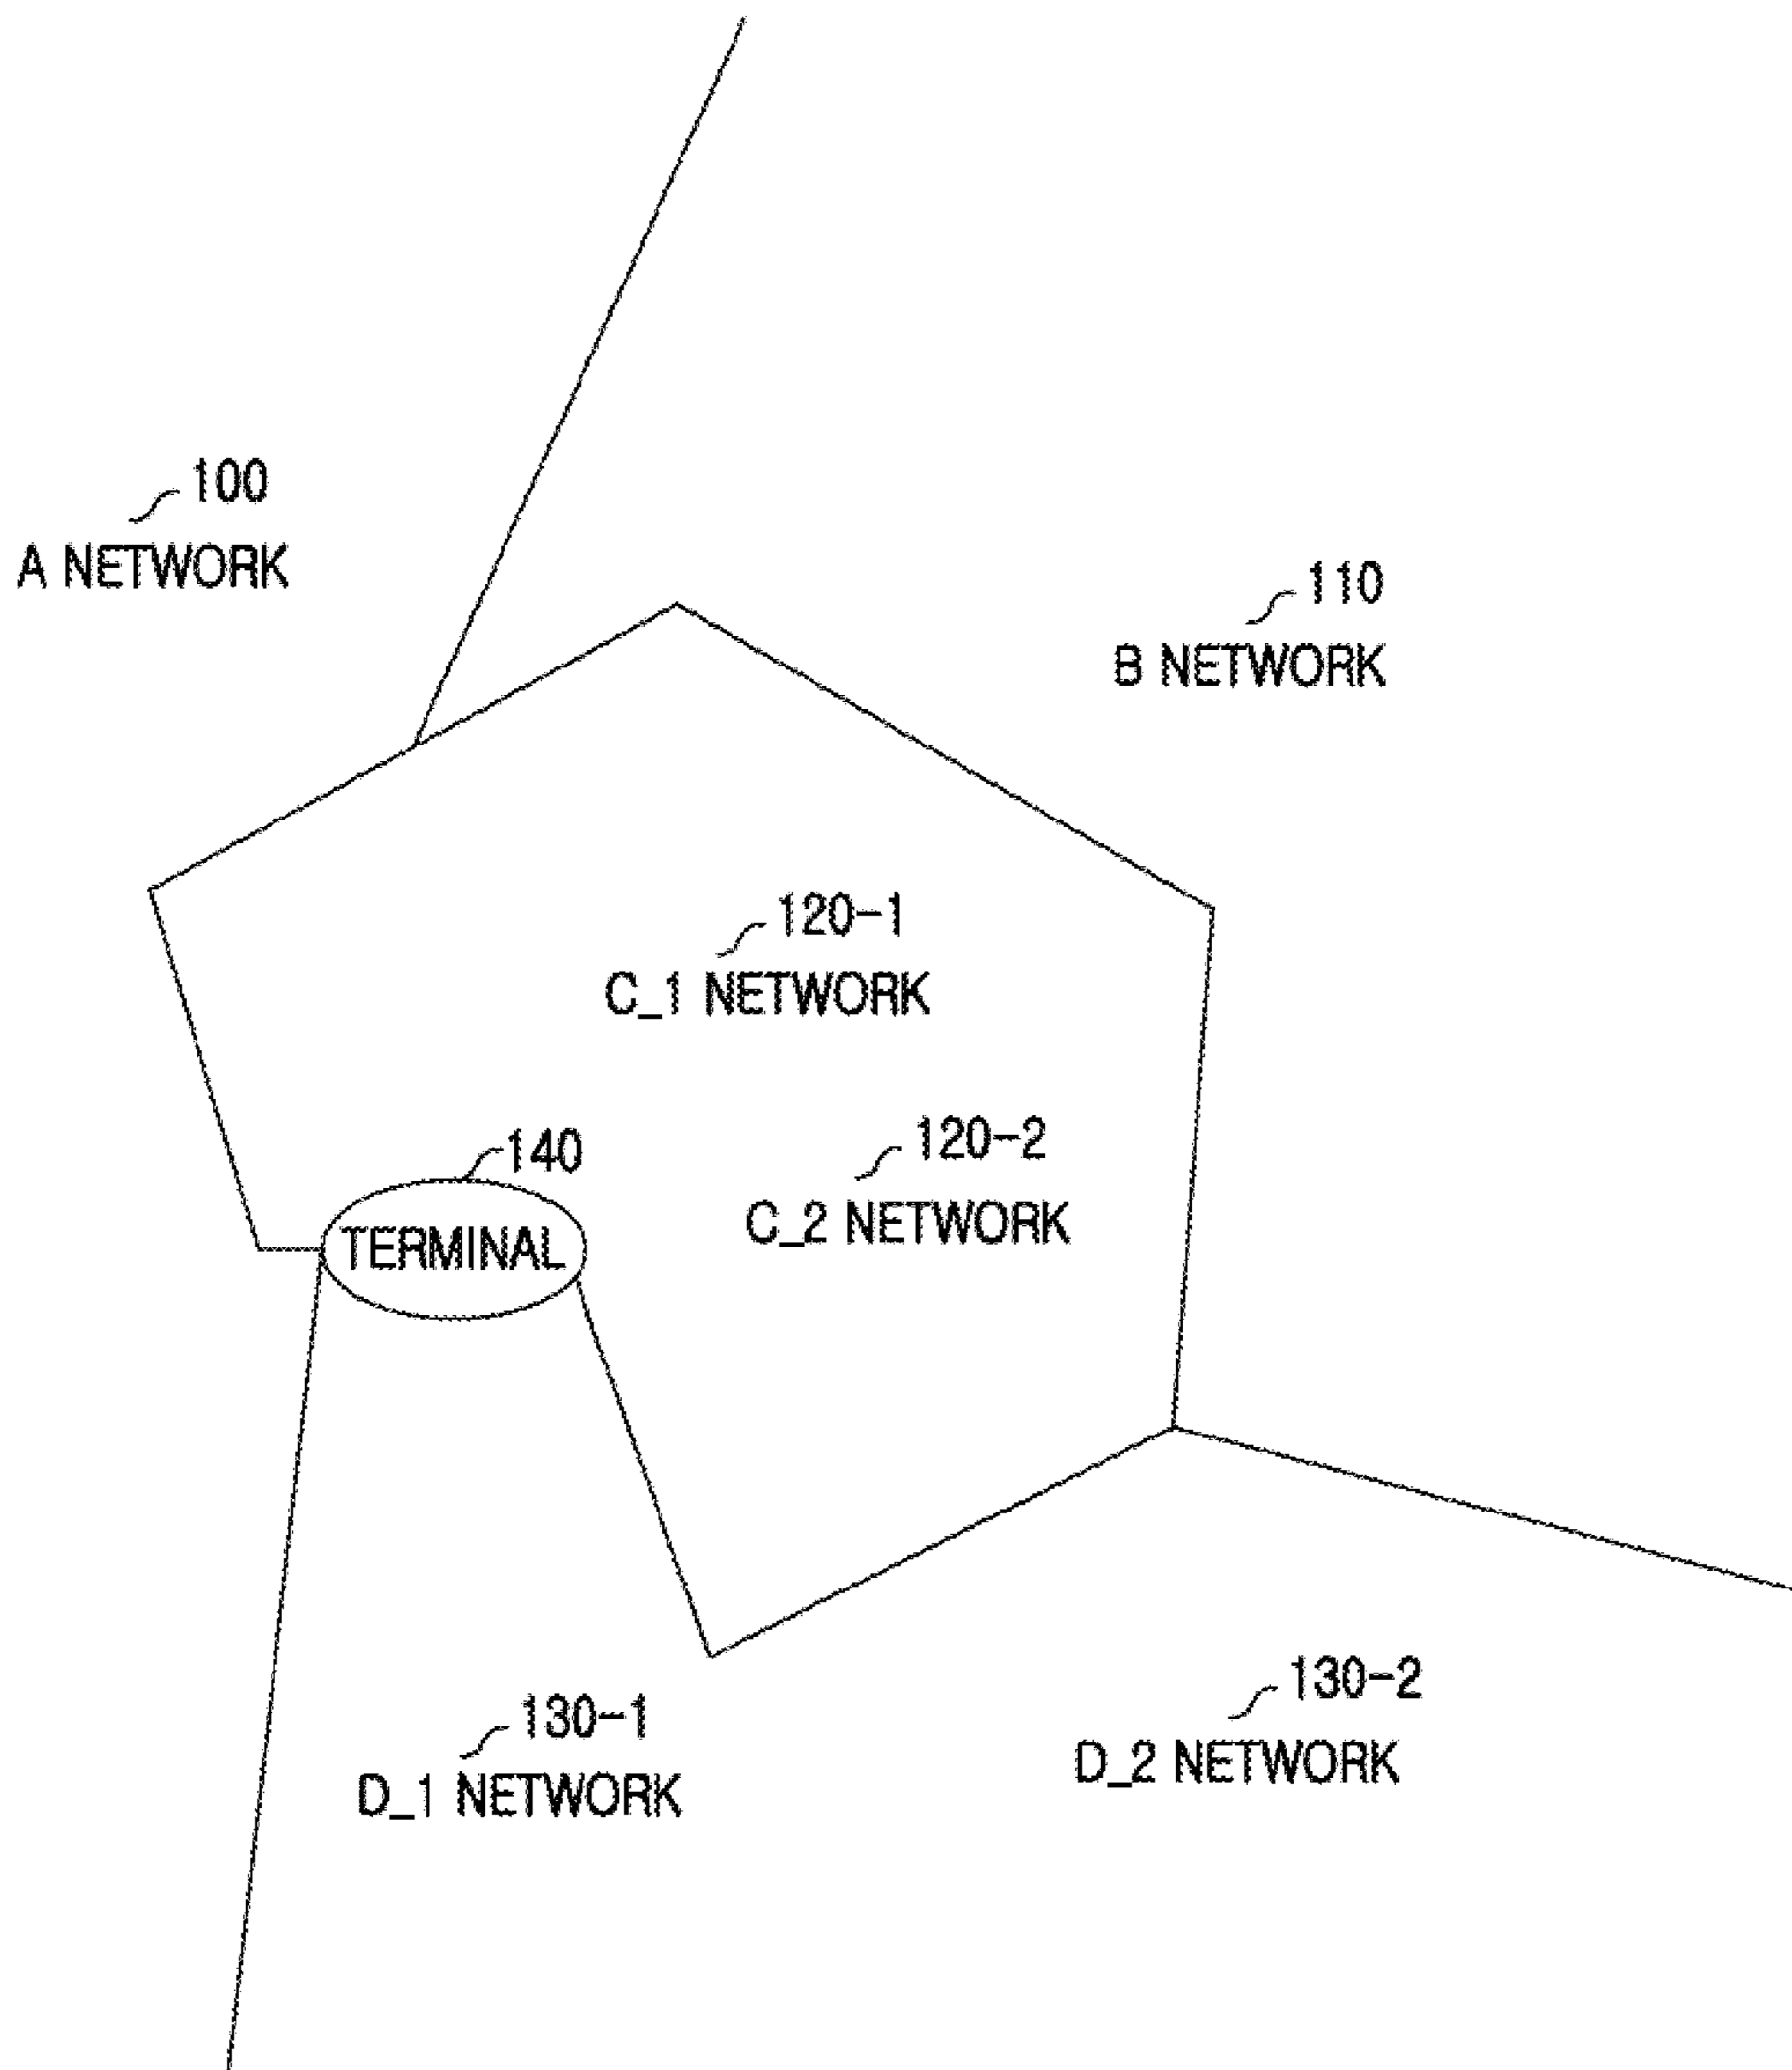 100
A NETWORK
110
B NETWORK
120-1
C_1 NETWORK
120-2
C_2 NETWORK
140
TERMINAL
130-1
D_1 NETWORK
130-2
D_2 NETWORK